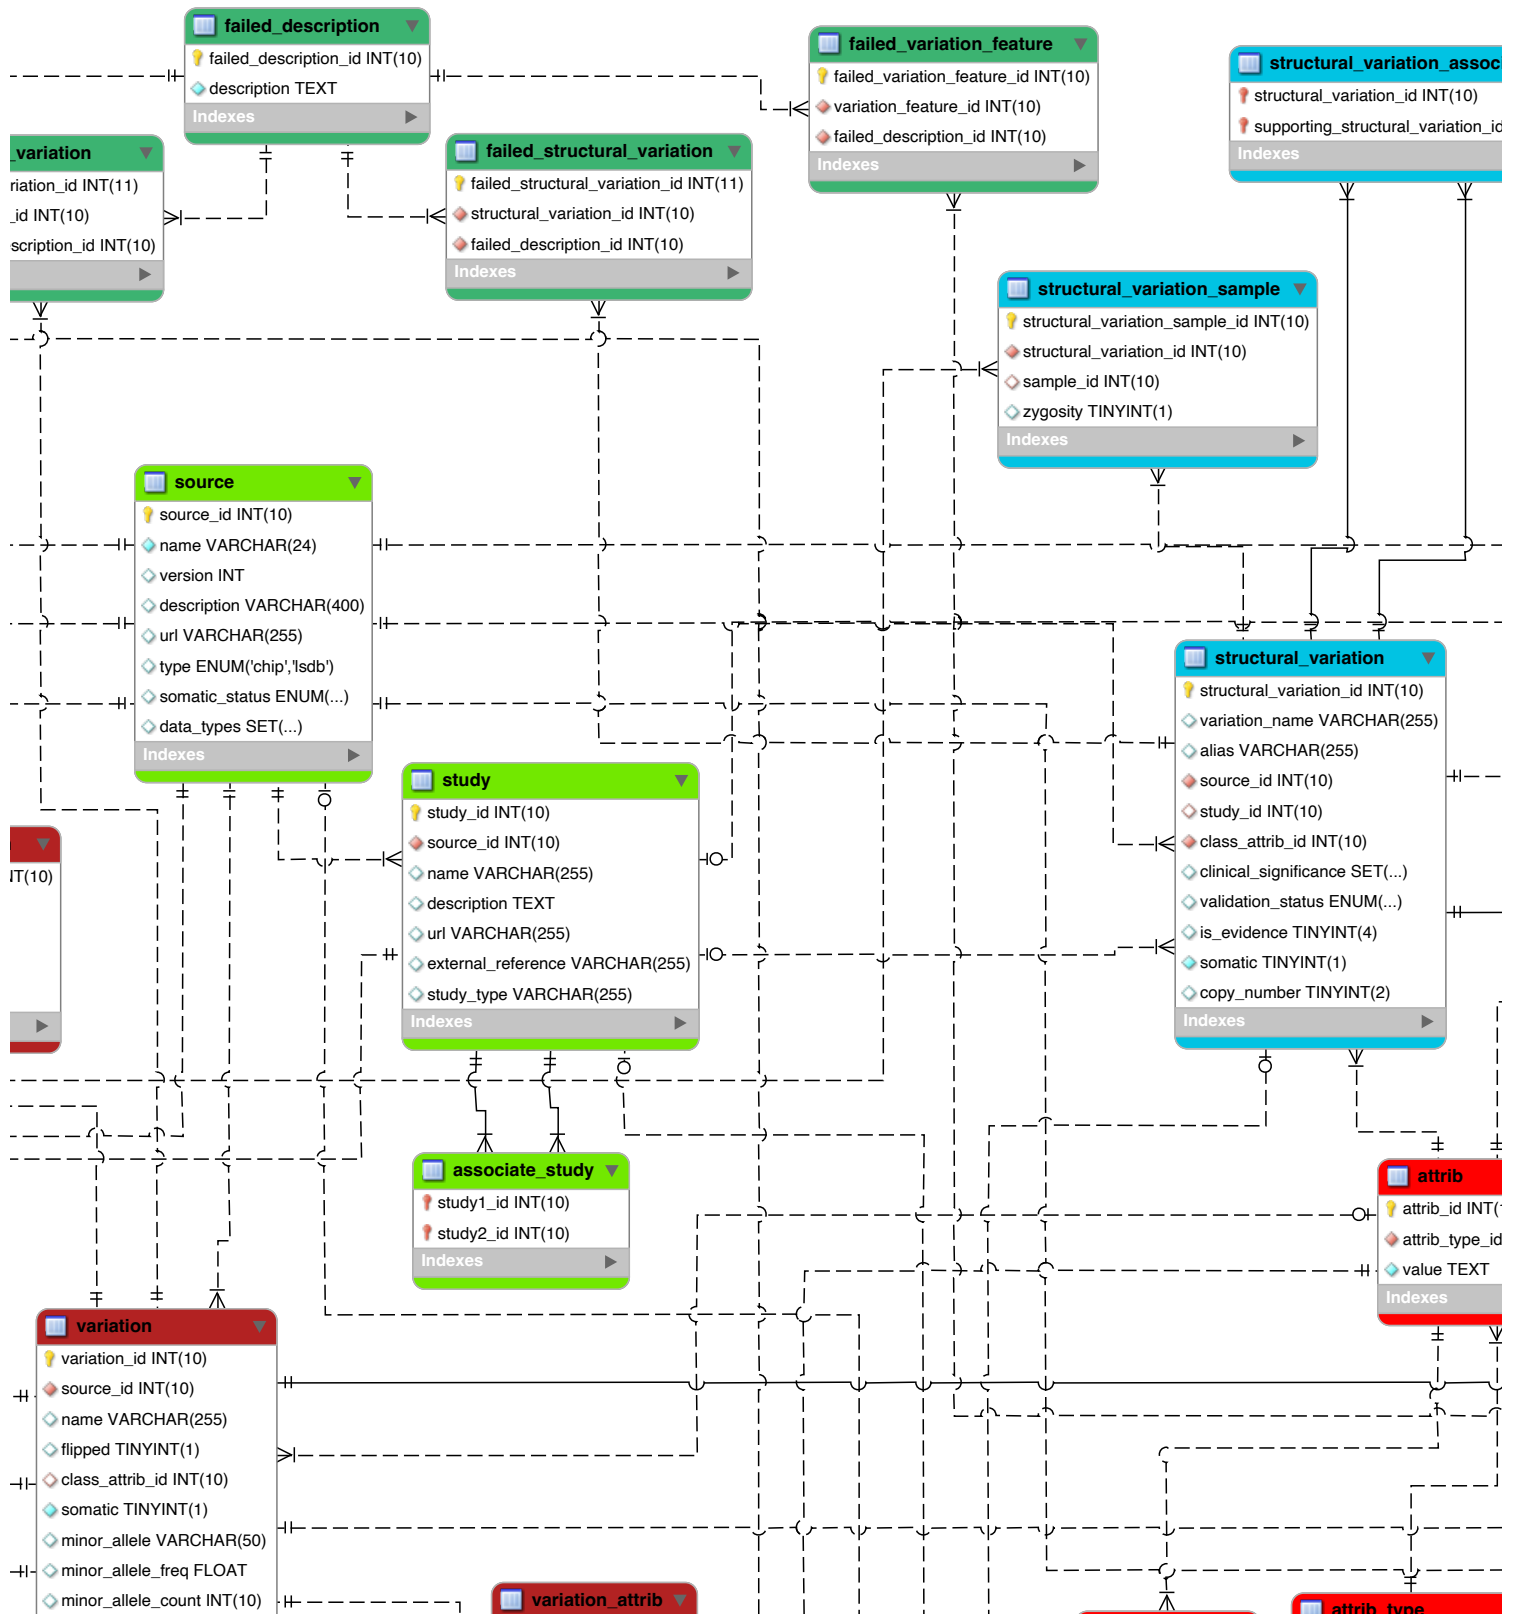 failed_description
failed_description_id INT(10)
description TEXT
Indexes
failed_variation_feature
failed_variation_feature_id INT(10)
variation_feature_id INT(10)
failed_description_id INT(10)
Indexes
structural_variation_assoc
structural_variation_id INT(10)
supporting_structural_variation_id
Indexes
_variation
riation_id INT(11)
_id INT(10)
scription_id INT(10)
failed_structural_variation
failed_structural_variation_id INT(11)
structural_variation_id INT(10)
failed_description_id INT(10)
Indexes
structural_variation_sample
structural_variation_sample_id INT(10)
structural_variation_id INT(10)
sample_id INT(10)
zygosity TINYINT(1)
Indexes
source
source_id INT(10)
name VARCHAR(24)
version INT
description VARCHAR(400)
url VARCHAR(255)
type ENUM('chip','lsdb')
somatic_status ENUM(...)
data_types SET(...)
Indexes
structural_variation
structural_variation_id INT(10)
variation_name VARCHAR(255)
alias VARCHAR(255)
source_id INT(10)
study_id INT(10)
class_attrib_id INT(10)
clinical_significance SET(...)
validation_status ENUM(...)
is_evidence TINYINT(4)
somatic TINYINT(1)
copy_number TINYINT(2)
Indexes
study
study_id INT(10)
source_id INT(10)
name VARCHAR(255)
description TEXT
url VARCHAR(255)
external_reference VARCHAR(255)
study_type VARCHAR(255)
Indexes
NT(10)
associate_study
study1_id INT(10)
study2_id INT(10)
Indexes
attrib
attrib_id INT(
attrib_type_id
value TEXT
Indexes
variation
variation_id INT(10)
source_id INT(10)
name VARCHAR(255)
flipped TINYINT(1)
class_attrib_id INT(10)
somatic TINYINT(1)
minor_allele VARCHAR(50)
minor_allele_freq FLOAT
minor_allele_count INT(10)
variation_attrib
attrib_type